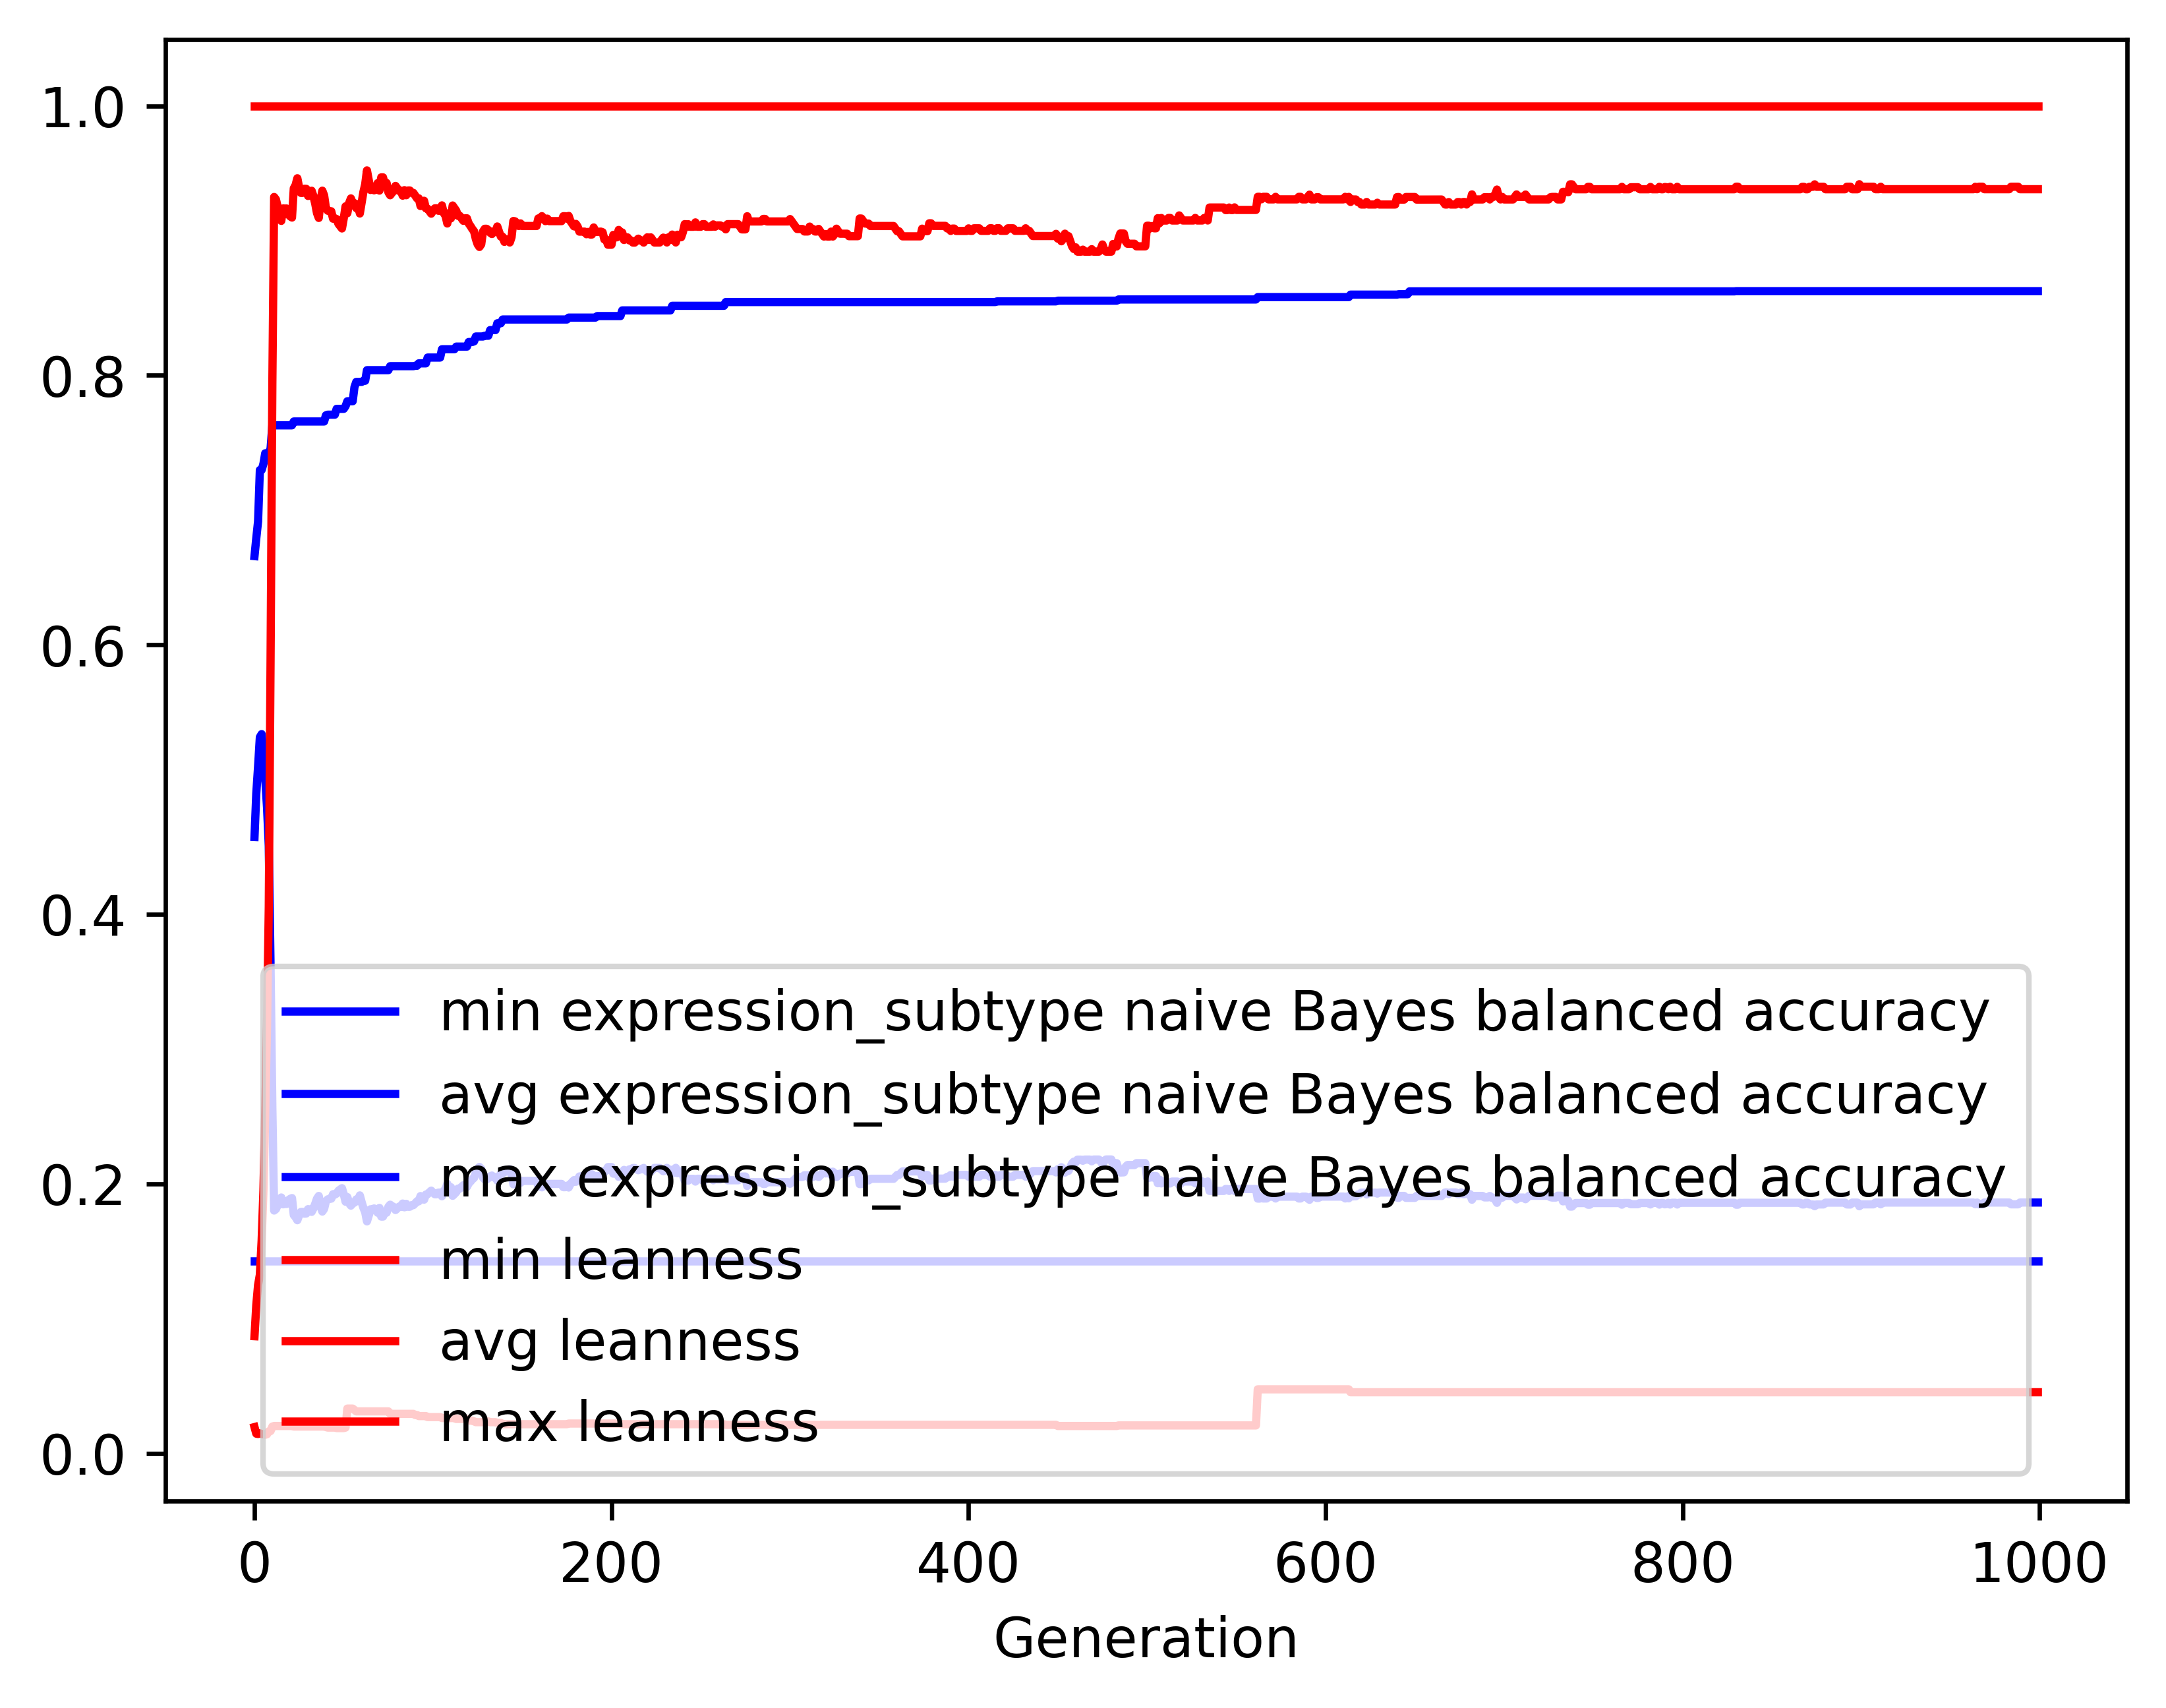 1.0
0.8
0.6
0.4
0.2
0.0
min expression_subtype naive Bayes balanced accuracy
avg expression_subtype naive Bayes balanced accuracy
max expression_subtype naive Bayes balanced accuracy
min leanness
avg leanness
max leanness
0 200 400 600 800 1000
Generation